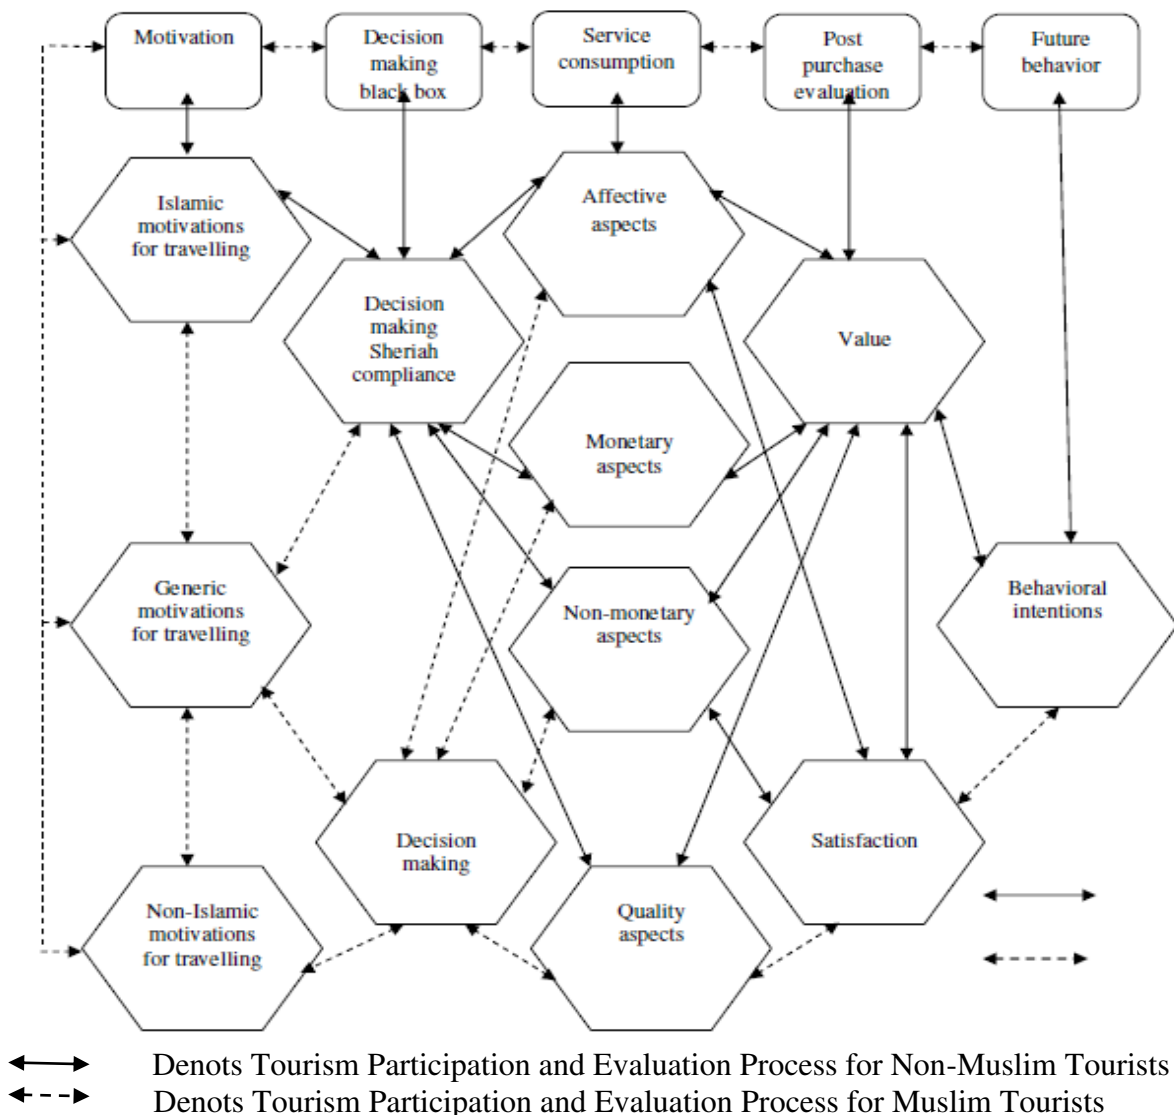 Motivation
Decision
making
black box
Service
consumption
Post
purchase
evaluation
Future
behavior
Islamic
motivations
for travelling
Affective
aspects
Decision
making
Sheriah
compliance
Value
Monetary
aspects
Generic
motivations
for travelling
Non-monetary
aspects
Behavioral
intentions
Decision
making
Satisfaction
Non-Islamic
motivations
for travelling
Quality
aspects
Denots Tourism Participation and Evaluation Process for Non-Muslim Tourists
Denots Tourism Participation and Evaluation Process for Muslim Tourists